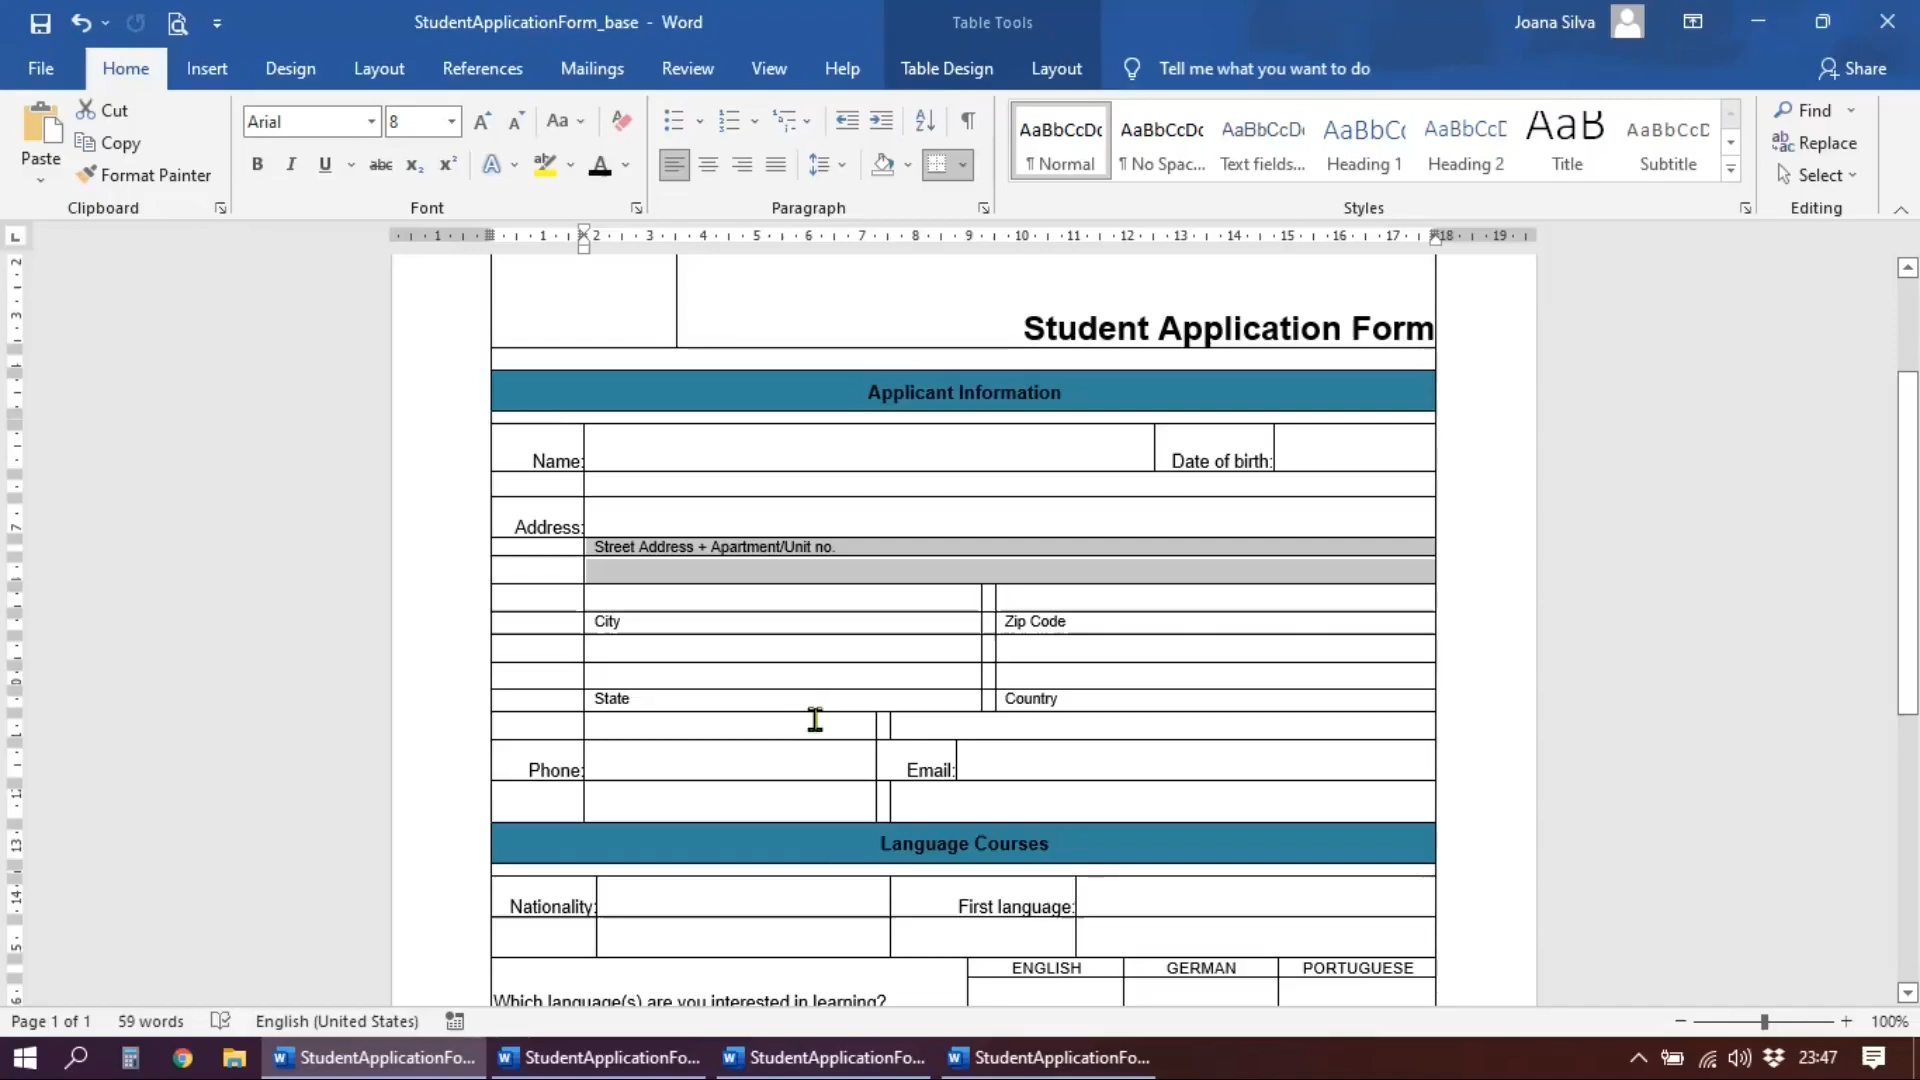 StudentApplicationForm_base - Word
Table Tools
Joana Silva
File
Home
Insert
Design
Layout
References
Mailings
Review
View
Help
Table Design
Layout
Tell me what you want to do
Share
Paste
Cut
Copy
Format Painter
Clipboard
Arial
8
Font
Paragraph
AaBbCcDc
¶ Normal
AaBbCcDc
¶ No Spac...
AaBbCcDc
Text fields...
AaBbCc
Heading 1
AaBbCcD
Heading 2
AaB
Title
AaBbCcD
Subtitle
Styles
Find
Replace
Select
Editing
Student Application Form
Applicant Information
Name:
Date of birth:
Address:
Street Address + Apartment/Unit no.
City
Zip Code
State
Country
Phone:
Email:
Language Courses
Nationality:
First language:
ENGLISH
GERMAN
PORTUGUESE
Which language(s) are you interested in learning?
Page 1 of 1
59 words
English (United States)
100%
StudentApplicationFo...
StudentApplicationFo...
StudentApplicationFo...
StudentApplicationFo...
23:47